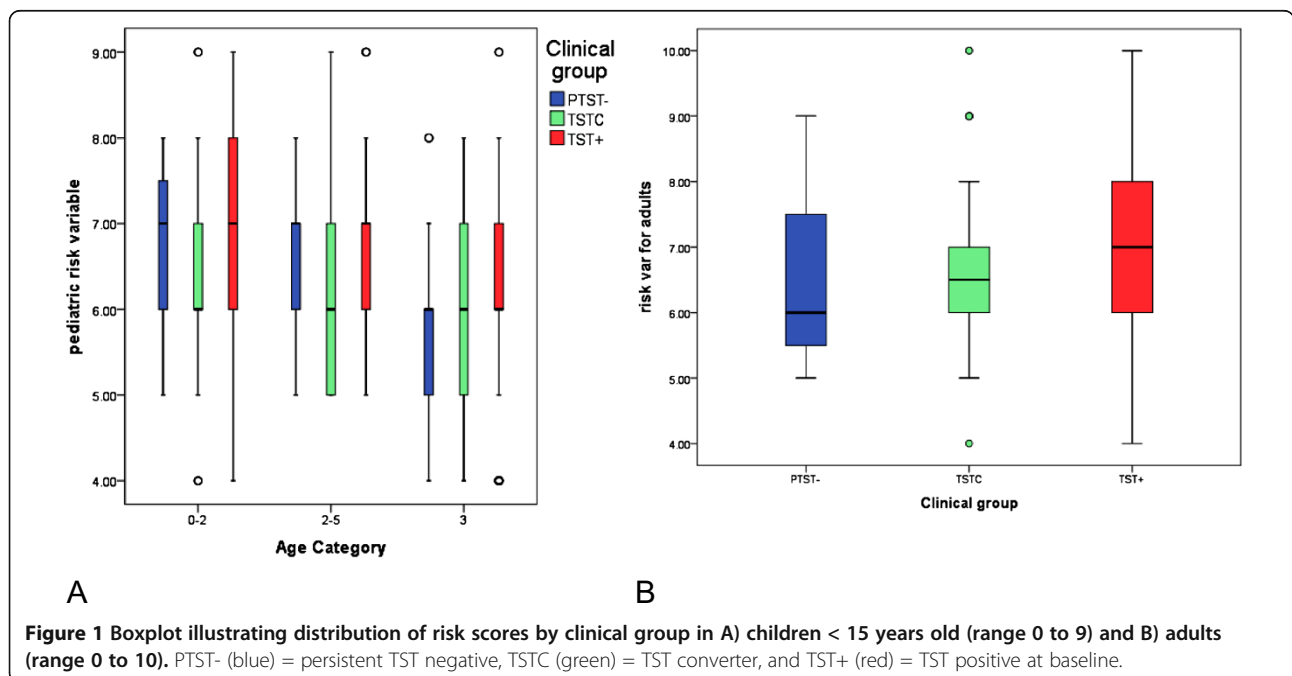 9.00
8.00
7.00
6.00
5.00
4.00
pediatric risk variable
0-2
2-5
3
Age Category
Clinical
group
PTST-
TSTC
TST+
A
10.00
9.00
8.00
7.00
6.00
5.00
4.00
risk var for adults
PTST-
TSTC
TST+
Clinical group
B
Figure 1 Boxplot illustrating distribution of risk scores by clinical group in A) children < 15 years old (range 0 to 9) and B) adults
(range 0 to 10). PTST- (blue) = persistent TST negative, TSTC (green) = TST converter, and TST+ (red) = TST positive at baseline.